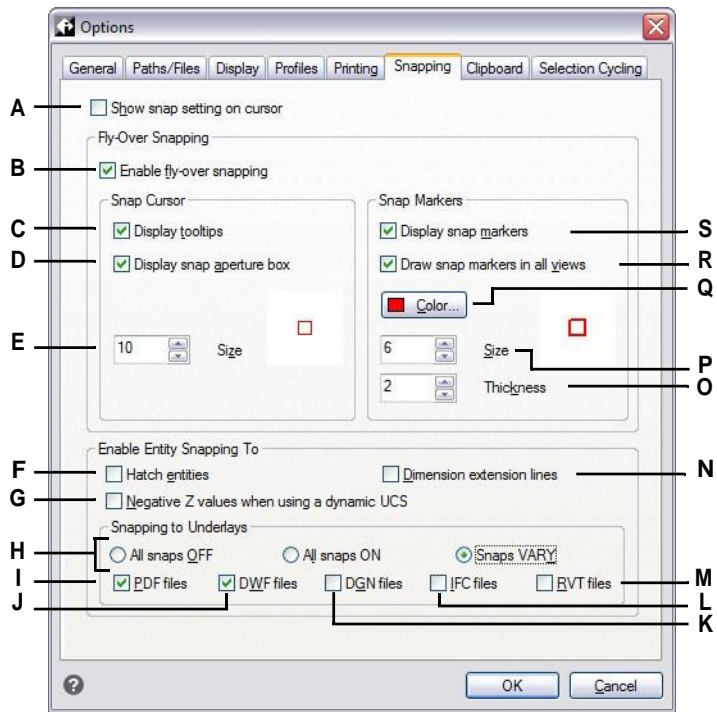 Options
General Paths/Files Display Profiles Printing Snapping Clipboard Selection Cycling
A Show snap setting on cursor
Fly-Over Snapping
B Enable fly-over snapping
Snap Cursor
C Display tooltips
D Display snap aperture box
E 10 Size
Snap Markers
Display snap markers S
Draw snap markers in all views R
Color... Q
6 Size P
2 Thickness O
Enable Entity Snapping To
F Hatch entities
Dimension extension lines N
G Negative Z values when using a dynamic UCS
Snapping to Underlays
H All snaps OFF All snaps ON Snaps VARY
I PDF files DWF files DGN files IFC files RVT files M
J L
K
? OK Cancel